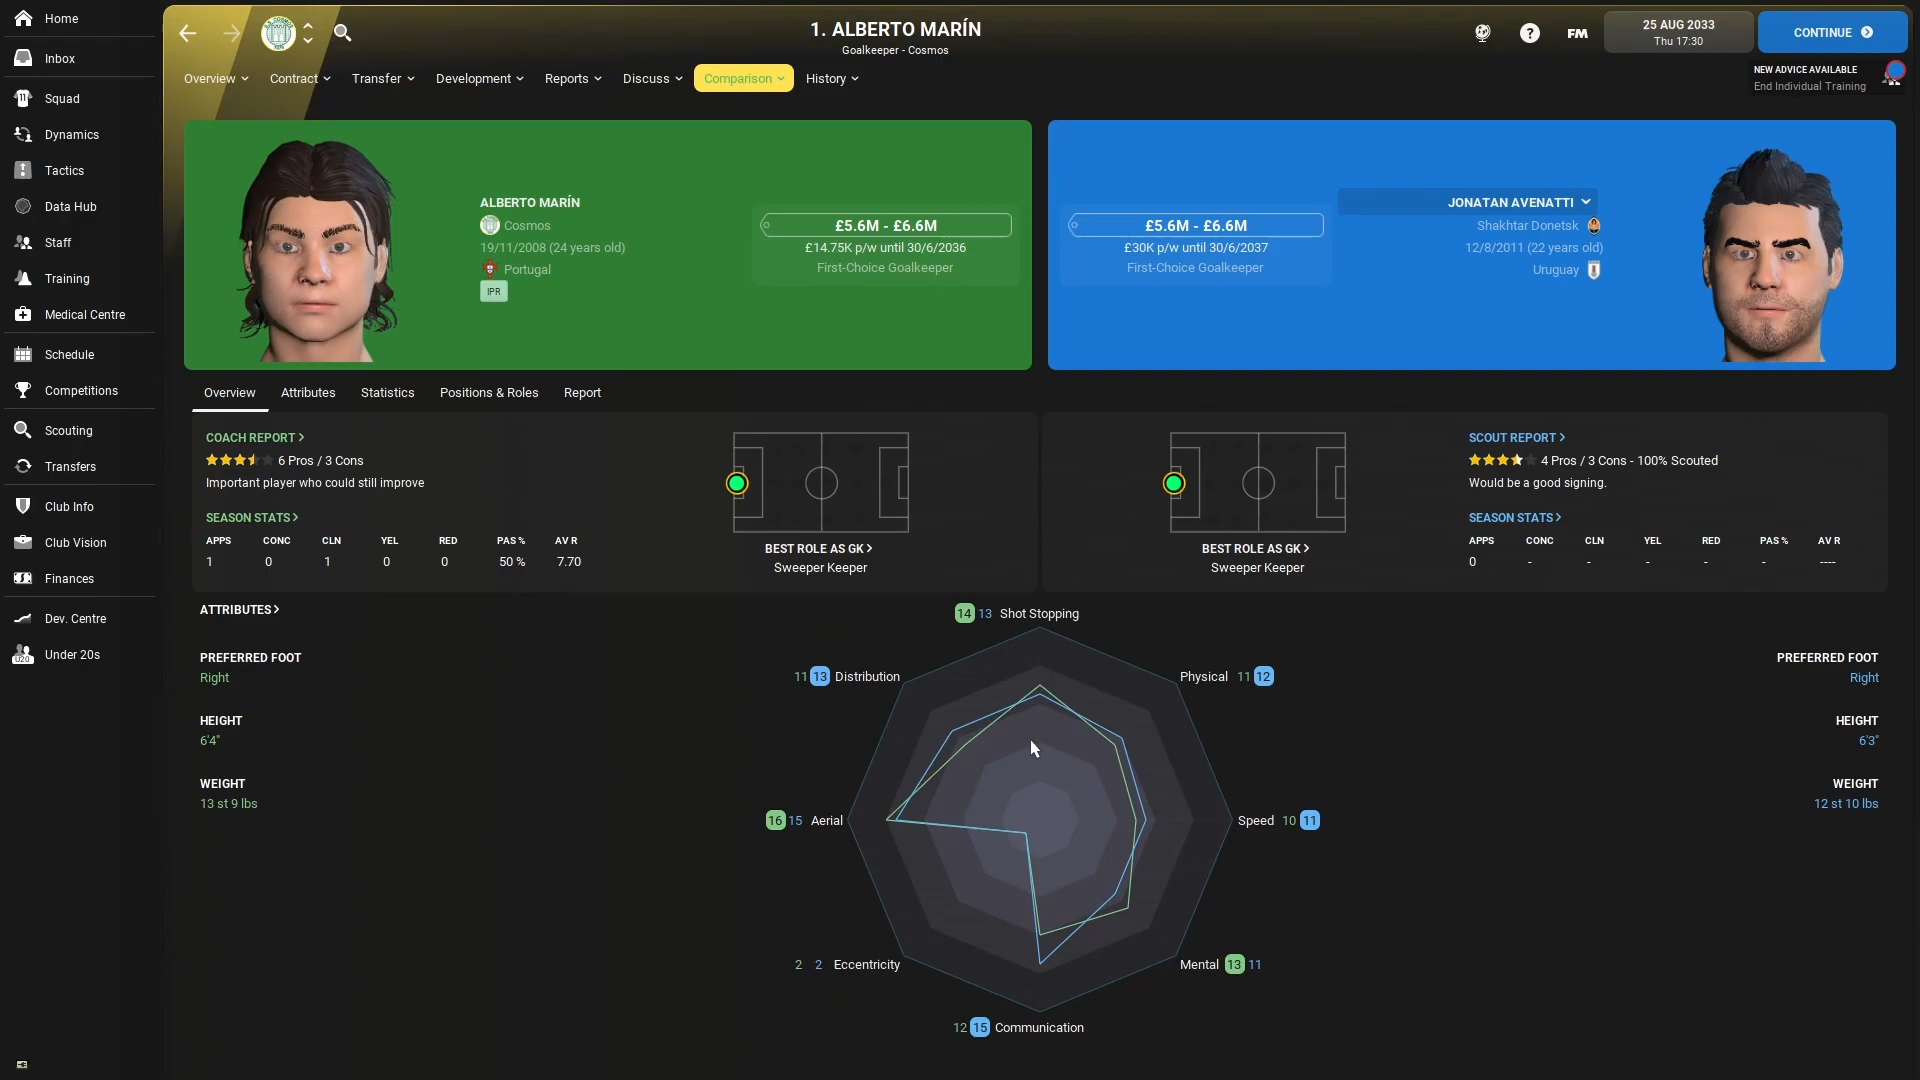 Home
Inbox
Squad
Dynamics
Tactics
Data Hub
Staff
Training
Medical Centre
Schedule
Competitions
Scouting
Transfers
Club Info
Club Vision
Finances
Dev. Centre
U20
Under 20s
1. ALBERTO MARÍN
Goalkeeper - Cosmos
FM
25 AUG 2033
Thu 17:30
CONTINUE
NEW ADVICE AVAILABLE
End Individual Training
Overview Contract Transfer Development Reports Discuss Comparison History
ALBERTO MARÍN
Cosmos
19/11/2008 (24 years old)
Portugal
IPR
£5.6M - £6.6M
£14.75K p/w until 30/6/2036
First-Choice Goalkeeper
£5.6M - £6.6M
£30K p/w until 30/6/2037
First-Choice Goalkeeper
JONATAN AVENATTI
Shakhtar Donetsk
12/8/2011 (22 years old)
Uruguay
Overview Attributes Statistics Positions & Roles Report
COACH REPORT >
6 Pros / 3 Cons
Important player who could still improve
SEASON STATS >
APPS CONC CLN YEL RED PAS % AV R
1 0 1 0 0 50 % 7.70
BEST ROLE AS GK >
Sweeper Keeper
BEST ROLE AS GK >
Sweeper Keeper
SCOUT REPORT >
4 Pros / 3 Cons - 100% Scouted
Would be a good signing.
SEASON STATS >
APPS CONC CLN YEL RED PAS % AV R
0 - - - - - ----
ATTRIBUTES >
PREFERRED FOOT
Right
HEIGHT
6'4"
WEIGHT
13 st 9 lbs
14 13 Shot Stopping
11 13 Distribution
Physical 11 12
16 15 Aerial
Speed 10 11
2 2 Eccentricity
Mental 13 11
12 15 Communication
PREFERRED FOOT
Right
HEIGHT
6'3"
WEIGHT
12 st 10 lbs